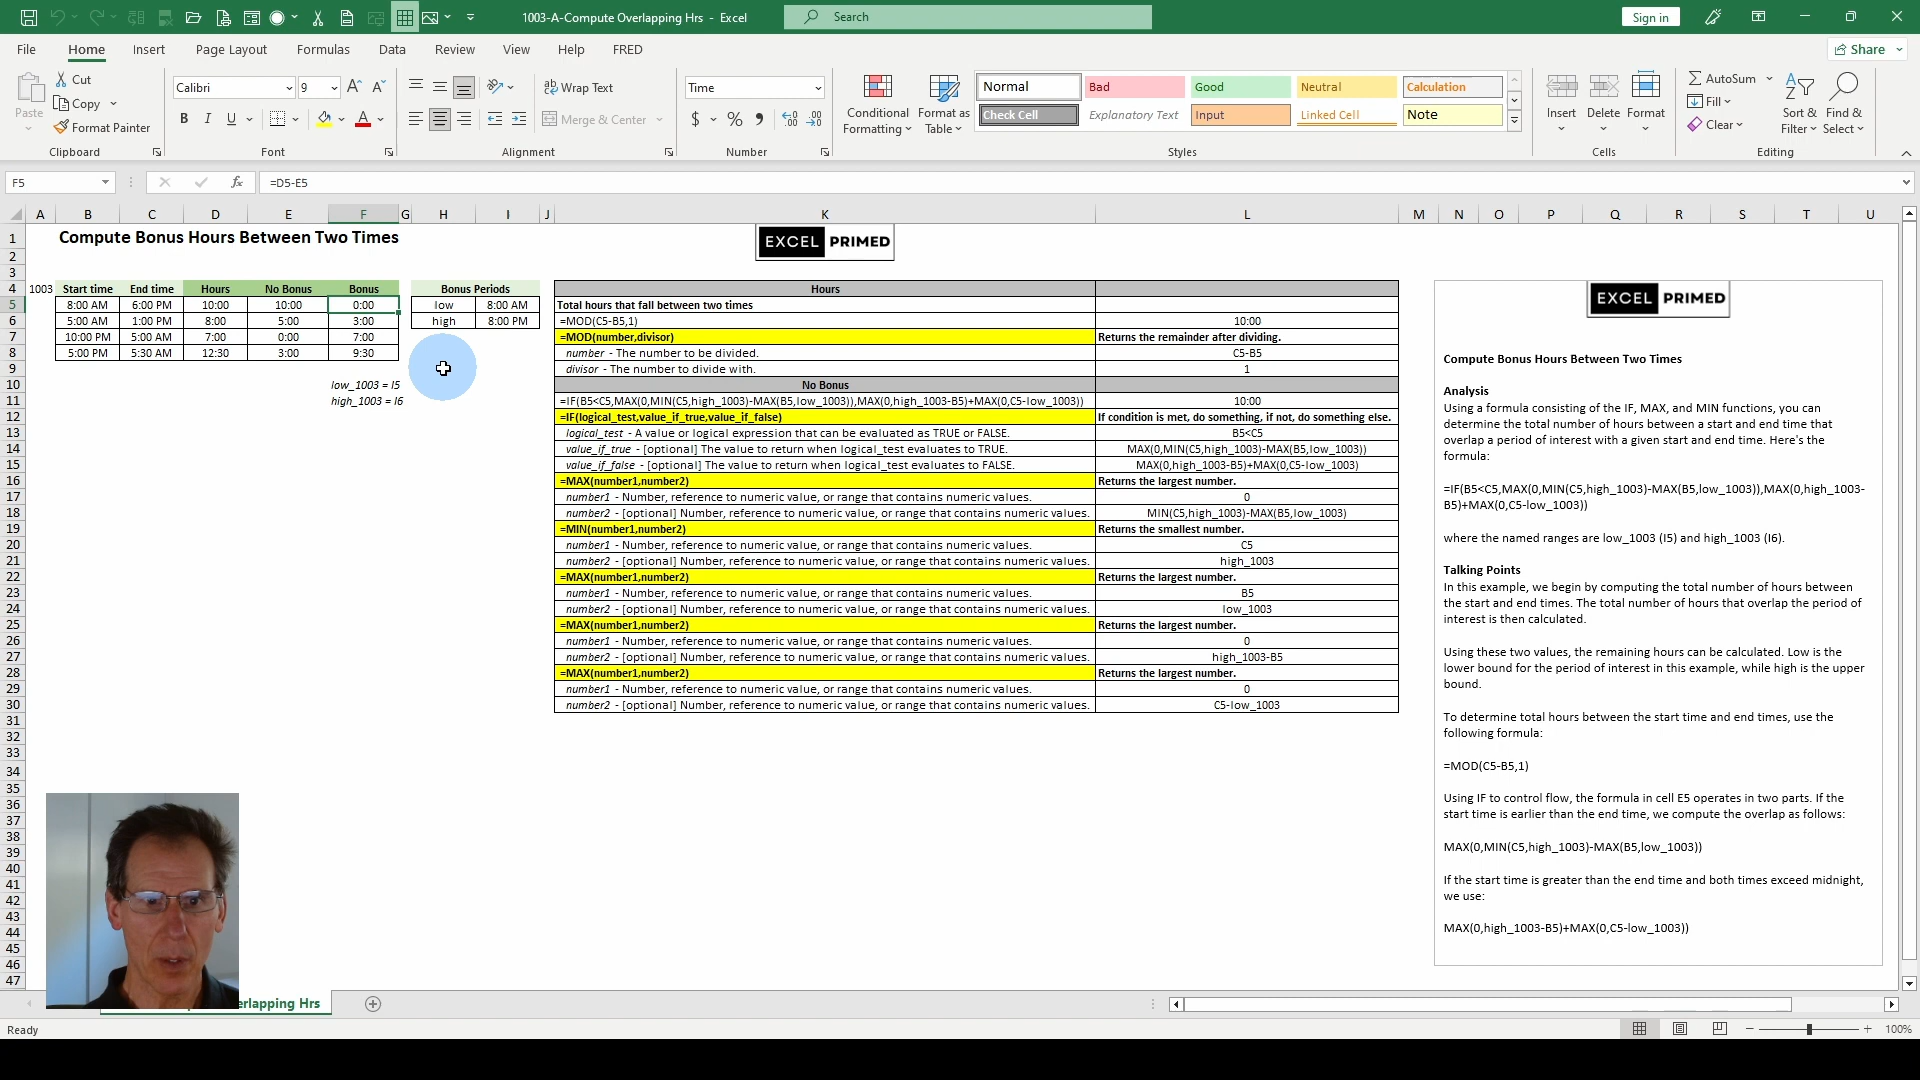 1003-A-Compute Overlapping Hrs - Excel
Search
Sign in
File Home Insert Page Layout Formulas Data Review View Help FRED
Share
Paste
Cut
Copy
Format Painter
Clipboard
Calibri 9
B I U
Font
Wrap Text
Merge & Center
Alignment
Time
$ % 9
Number
Conditional Formatting
Format as Table
Normal Bad Good Neutral Calculation
Check Cell Explanatory Text Input Linked Cell Note
Styles
Insert Delete Format
Cells
AutoSum
Fill
Clear
Sort & Filter
Find & Select
Editing
F5
fx
=D5-E5
A B C D E F G H I J K L M N O P Q R S T U
Compute Bonus Hours Between Two Times
EXCEL PRIMED
1003
Start time End time Hours No Bonus Bonus
8:00 AM 6:00 PM 10:00 10:00 0:00
5:00 AM 1:00 PM 8:00 5:00 3:00
10:00 PM 5:00 AM 7:00 0:00 7:00
5:00 PM 5:30 AM 12:30 3:00 9:30
low_1003 = I5
high_1003 = I6
Bonus Periods
low 8:00 AM
high 8:00 PM
Hours
Total hours that fall between two times
=MOD(C5-B5,1) 10:00
=MOD(number,divisor) Returns the remainder after dividing.
number - The number to be divided. C5-B5
divisor - The number to divide with. 1
No Bonus
=IF(B5<C5,MAX(0,MIN(C5,high_1003)-MAX(B5,low_1003)),MAX(0,high_1003-B5)+MAX(0,C5-low_1003)) 10:00
=IF(logical_test,value_if_true,value_if_false) If condition is met, do something, if not, do something else.
logical_test - A value or logical expression that can be evaluated as TRUE or FALSE. B5<C5
value_if_true - [optional] The value to return when logical_test evaluates to TRUE. MAX(0,MIN(C5,high_1003)-MAX(B5,low_1003))
value_if_false - [optional] The value to return when logical_test evaluates to FALSE. MAX(0,high_1003-B5)+MAX(0,C5-low_1003)
=MAX(number1,number2) Returns the largest number.
number1 - Number, reference to numeric value, or range that contains numeric values. 0
number2 - [optional] Number, reference to numeric value, or range that contains numeric values. MIN(C5,high_1003)-MAX(B5,low_1003)
=MIN(number1,number2) Returns the smallest number.
number1 - Number, reference to numeric value, or range that contains numeric values. C5
number2 - [optional] Number, reference to numeric value, or range that contains numeric values. high_1003
=MAX(number1,number2) Returns the largest number.
number1 - Number, reference to numeric value, or range that contains numeric values. B5
number2 - [optional] Number, reference to numeric value, or range that contains numeric values. low_1003
=MAX(number1,number2) Returns the largest number.
number1 - Number, reference to numeric value, or range that contains numeric values. 0
number2 - [optional] Number, reference to numeric value, or range that contains numeric values. high_1003-B5
=MAX(number1,number2) Returns the largest number.
number1 - Number, reference to numeric value, or range that contains numeric values. 0
number2 - [optional] Number, reference to numeric value, or range that contains numeric values. C5-low_1003
EXCEL PRIMED
Compute Bonus Hours Between Two Times
Analysis
Using a formula consisting of the IF, MAX, and MIN functions, you can
determine the total number of hours between a start and end time that
overlap a period of interest with a given start and end time. Here's the
formula:
=IF(B5<C5,MAX(0,MIN(C5,high_1003)-MAX(B5,low_1003)),MAX(0,high_1003-
B5)+MAX(0,C5-low_1003))
where the named ranges are low_1003 (I5) and high_1003 (I6).
Talking Points
In this example, we begin by computing the total number of hours between
the start and end times. The total number of hours that overlap the period of
interest is then calculated.
Using these two values, the remaining hours can be calculated. Low is the
lower bound for the period of interest in this example, while high is the upper
bound.
To determine total hours between the start time and end times, use the
following formula:
=MOD(C5-B5,1)
Using IF to control flow, the formula in cell E5 operates in two parts. If the
start time is earlier than the end time, we compute the overlap as follows:
MAX(0,MIN(C5,high_1003)-MAX(B5,low_1003))
If the start time is greater than the end time and both times exceed midnight,
we use:
MAX(0,high_1003-B5)+MAX(0,C5-low_1003))
1
2
3
4
5
6
7
8
9
10
11
12
13
14
15
16
17
18
19
20
21
22
23
24
25
26
27
28
29
30
31
32
33
34
35
36
37
38
39
40
41
42
43
44
45
46
47
erlapping Hrs
Ready
100%